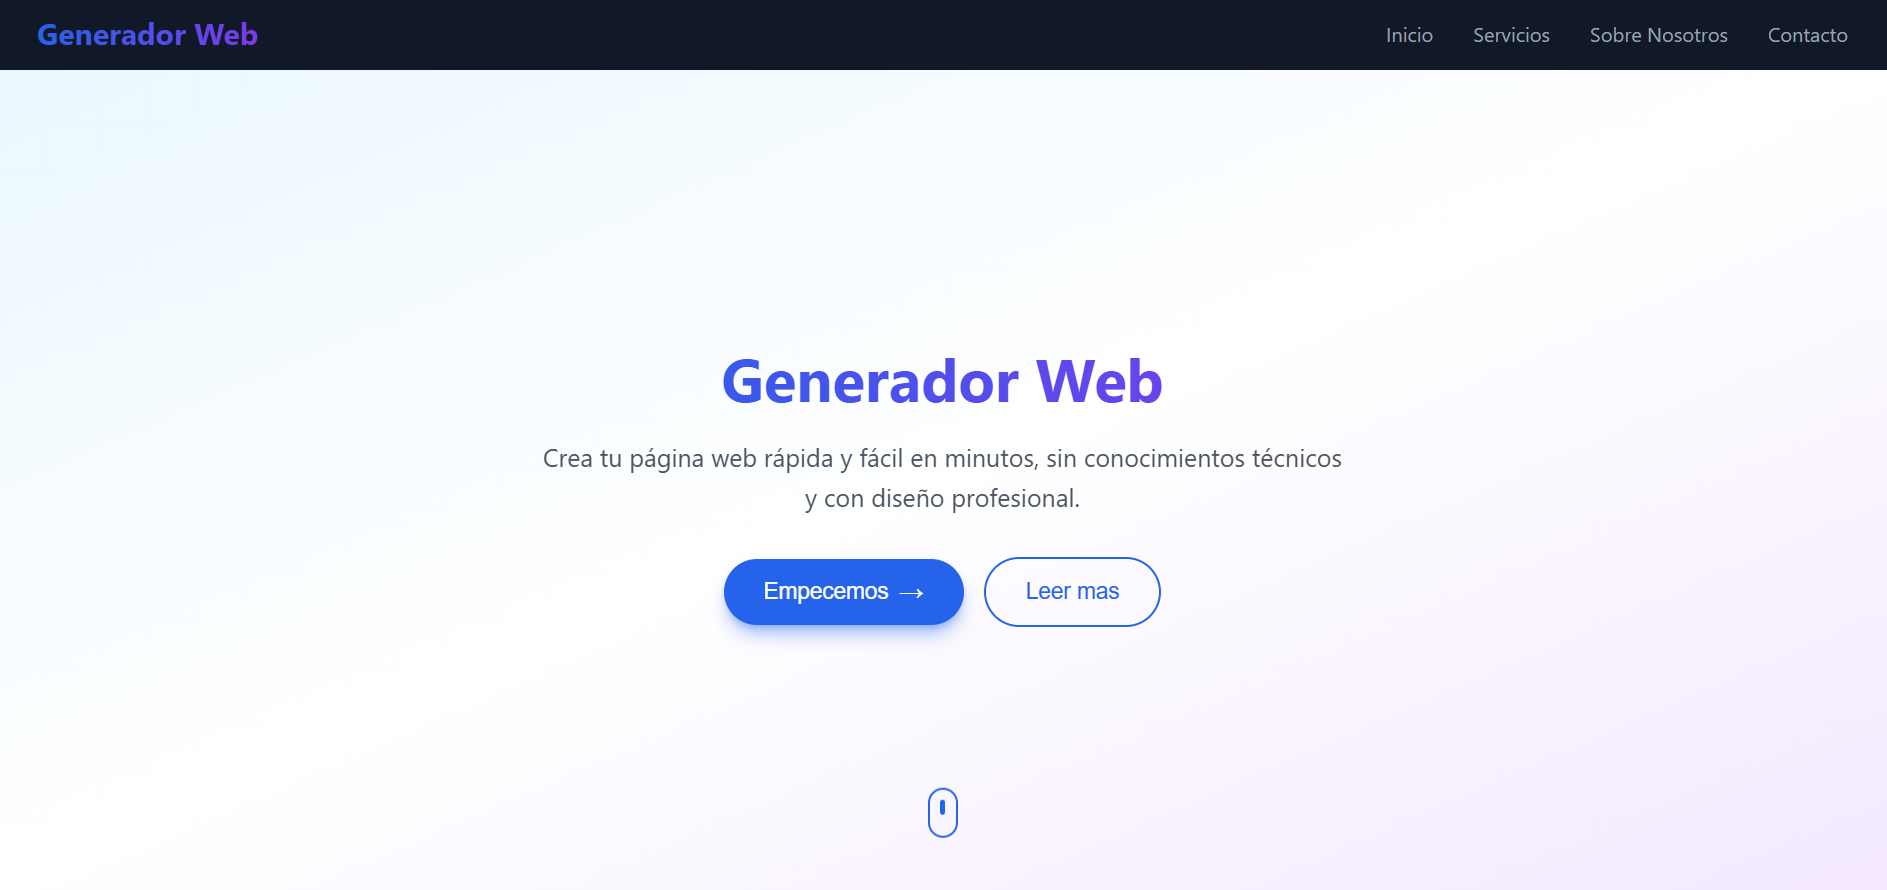 Generador Web
Inicio Servicios Sobre Nosotros Contacto
Generador Web
Crea tu página web rápida y fácil en minutos, sin conocimientos técnicos
y con diseño profesional.
Empecemos →
Leer mas